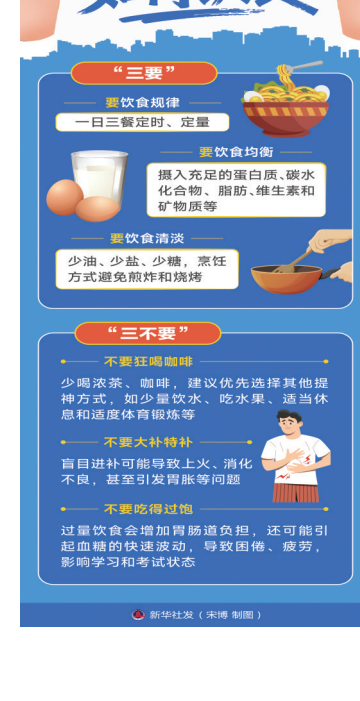 “三要”
要饮食规律
一日三餐定时、定量
要饮食均衡
摄入充足的蛋白质、碳水
化合物、脂肪、维生素和
矿物质等
要饮食清淡
少油、少盐、少糖，烹饪
方式避免煎炸和烧烤
“三不要”
不要狂喝咖啡
少喝浓茶、咖啡，建议优先选择其他提
神方式，如少量饮水、吃水果、适当休
息和适度体育锻炼等
不要大补特补
盲目进补可能导致上火、消化
不良，甚至引发胃胀等问题
不要吃得过饱
过量饮食会增加胃肠道负担，还可能引
起血糖的快速波动，导致困倦、疲劳，
影响学习和考试状态
新华社发（宋博 制图）